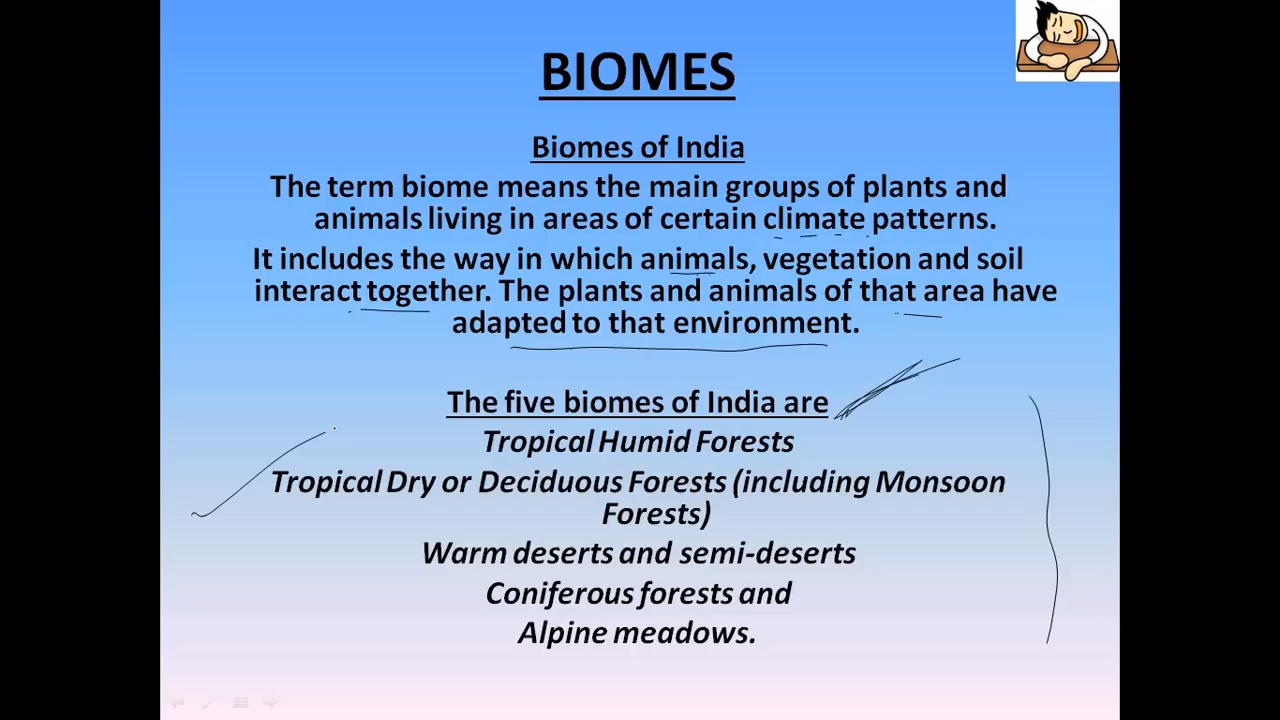 BIOMES
Biomes of India
The term biome means the main groups of plants and
animals living in areas of certain climate patterns.
It includes the way in which animals, vegetation and soil
interact together. The plants and animals of that area have
adapted to that environment.
The five biomes of India are
Tropical Humid Forests
Tropical Dry or Deciduous Forests (including Monsoon
Forests)
Warm deserts and semi-deserts
Coniferous forests and
Alpine meadows.